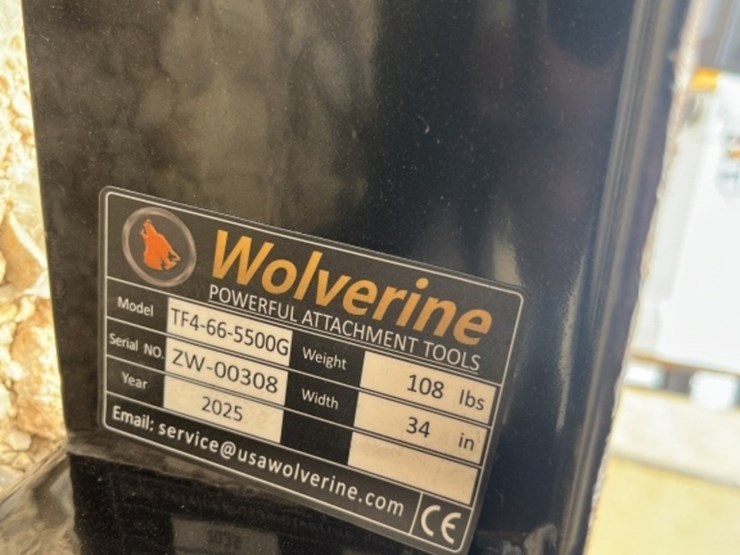 Wolverine
POWERFUL ATTACHMENT TOOLS
Model TF4-66-5500G Weight 108 lbs
Serial NO. ZW-00308 Width 34 in
Year 2025
Email: service@usawolverine.com CE